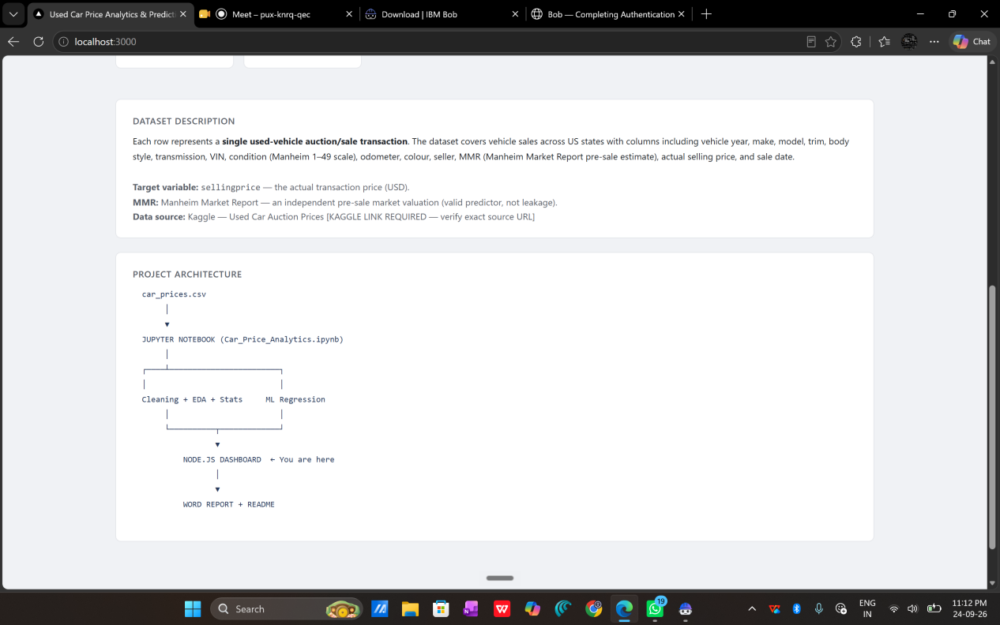 Used Car Price Analytics & Predicti
Meet – pux-knrq-qec
Download | IBM Bob
Bob — Completing Authentication
localhost:3000
Chat
DATASET DESCRIPTION
Each row represents a single used-vehicle auction/sale transaction. The dataset covers vehicle sales across US states with columns including vehicle year, make, model, trim, body
style, transmission, VIN, condition (Manheim 1–49 scale), odometer, colour, seller, MMR (Manheim Market Report pre-sale estimate), actual selling price, and sale date.
Target variable: sellingprice — the actual transaction price (USD).
MMR: Manheim Market Report — an independent pre-sale market valuation (valid predictor, not leakage).
Data source: Kaggle — Used Car Auction Prices [KAGGLE LINK REQUIRED — verify exact source URL]
PROJECT ARCHITECTURE
car_prices.csv
JUPYTER NOTEBOOK (Car_Price_Analytics.ipynb)
Cleaning + EDA + Stats ML Regression
NODE.JS DASHBOARD ← You are here
WORD REPORT + README
Search
19
ENG
IN
11:12 PM
24-09-26